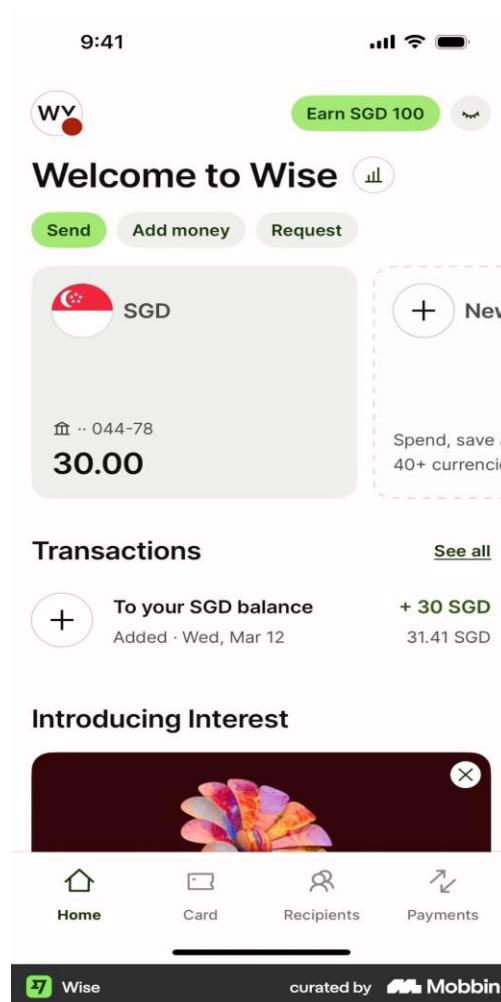 9:41
WY
Earn SGD 100
Welcome to Wise
Send Add money Request
SGD
044-78
30.00
New
Spend, save a
40+ currencie
Transactions See all
To your SGD balance + 30 SGD
Added · Wed, Mar 12 31.41 SGD
Introducing Interest
Home Card Recipients Payments
Wise curated by Mobbin